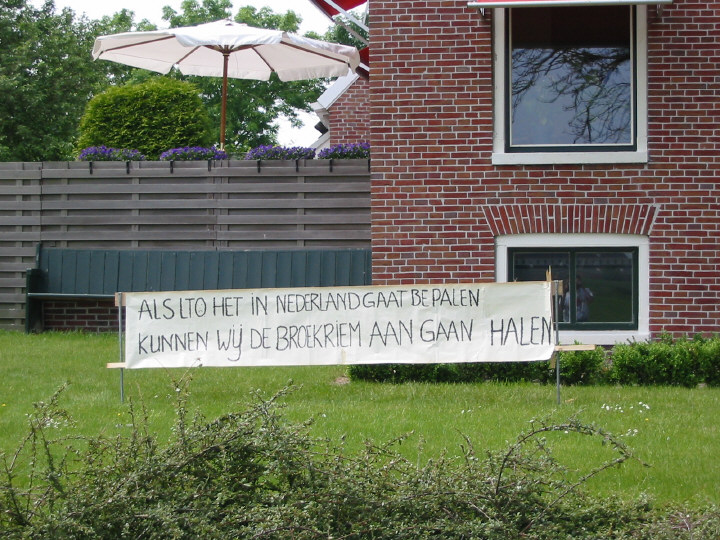 ALS LTO HET IN NEDERLAND GAAT BEPALEN
KUNNEN WIJ DE BROEKRIEM AAN GAAN HALEN